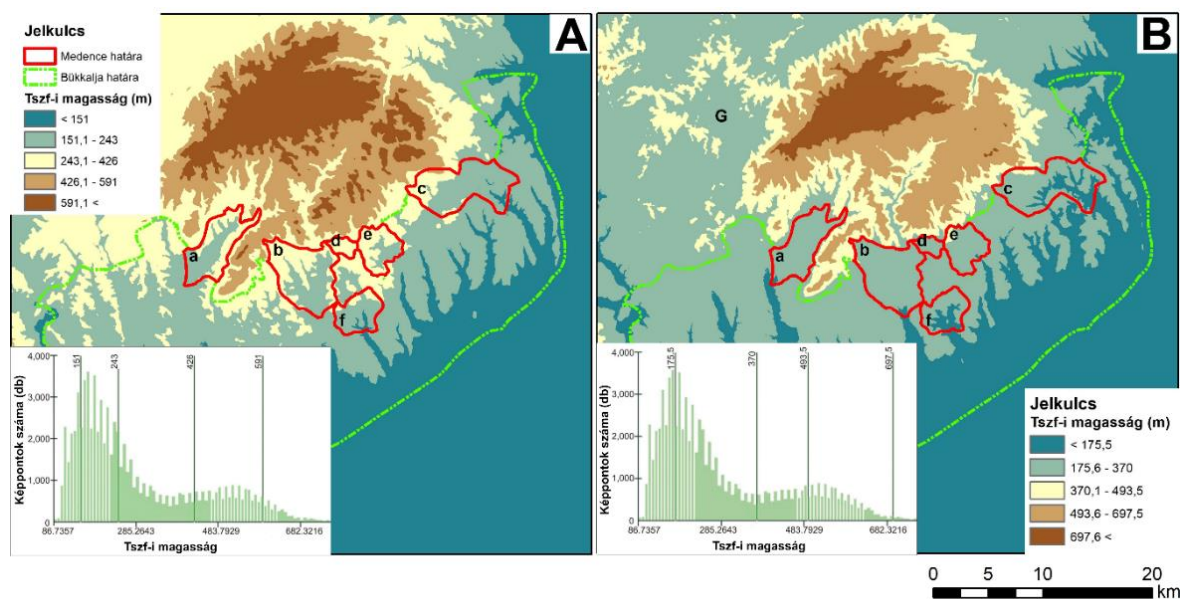 A
Jelkulcs
Medence határa
Bükkalja határa
Tszf-i magasság (m)
< 151
151,1 - 243
243,1 - 426
426,1 - 591
591,1 <
a
b
c
d
e
f
151
243
426
591
4,000
3,000
2,000
1,000
0
Képpontok száma (db)
86.7357
285.2643
483.7929
682.3216
Tszf-i magasság
B
G
a
b
c
d
e
f
175,5
370
493,5
697,5
4,000
3,000
2,000
1,000
0
Képpontok száma (db)
86.7357
285.2643
483.7929
682.3216
Tszf-i magasság
Jelkulcs
Tszf-i magasság (m)
< 175,5
175,6 - 370
370,1 - 493,5
493,6 - 697,5
697,6 <
0 5 10 20
km